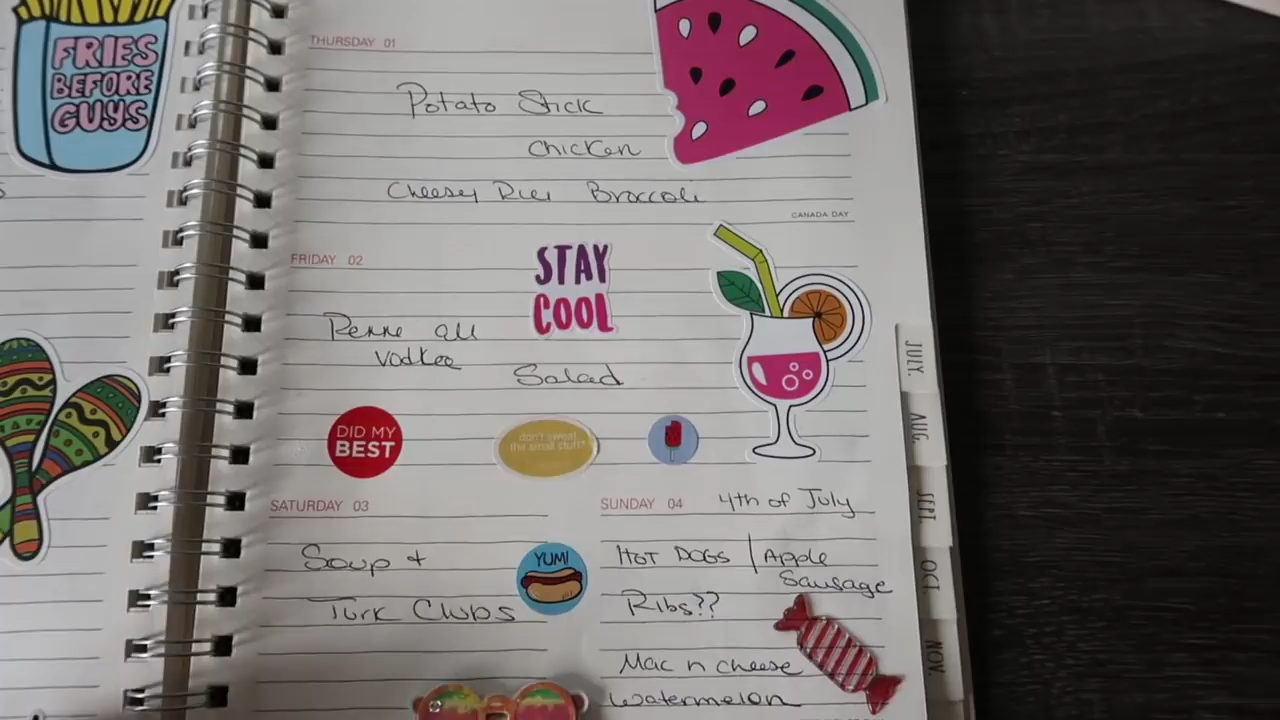 FRIES
BEFORE
GUYS
THURSDAY 01
Potato Stick
Chicken
Cheesy Rice Broccoli
CANADA DAY
FRIDAY 02
STAY
COOL
Penne alla
vodka
Salad
DID MY
BEST
don't sweat
the small stuff
SATURDAY 03
Soup +
Turk Clubs
YUM!
SUNDAY 04 4th of July
HOT DOGS | Apple
Sausage
Ribs??
Mac n cheese
Watermelon
JULY.
AUG.
SEPT.
OCT.
NOV.